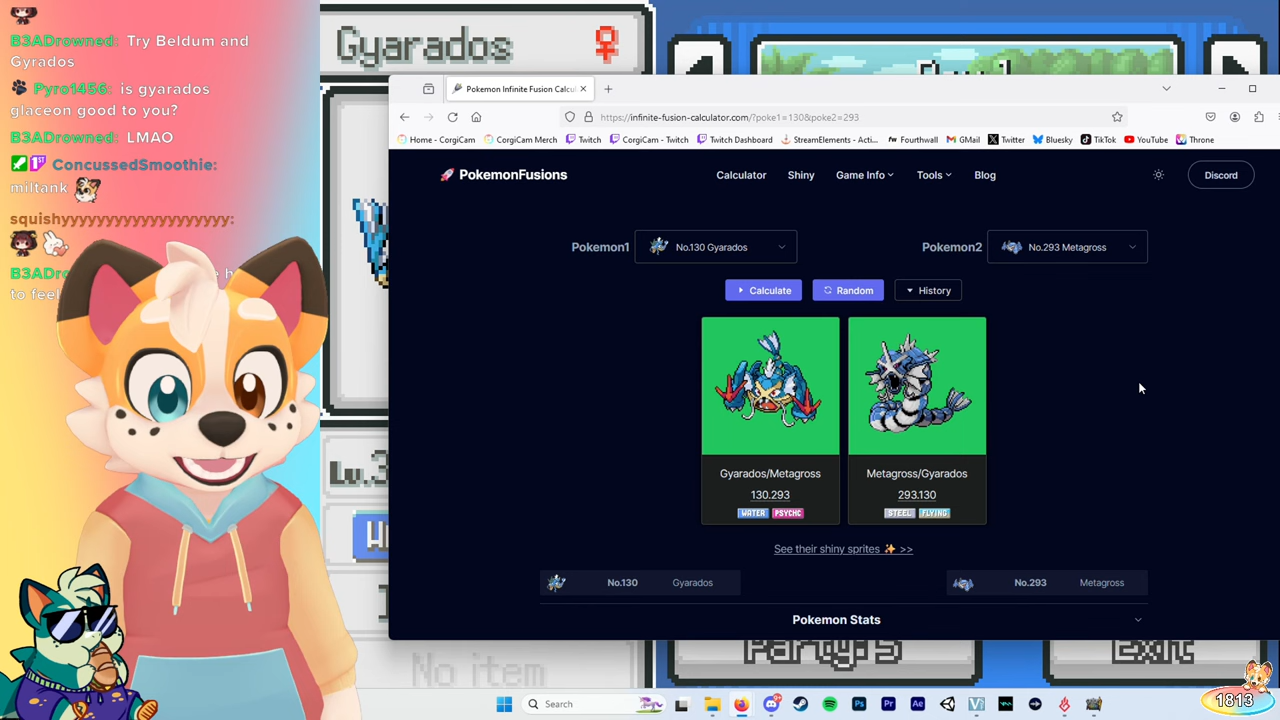 B3ADrowned: Try Beldum and
Gyrados
Pyro1456: is gyarados
glaceon good to you?
B3ADrowned: LMAO
ConcussedSmoothie:
miltank
squishyyyyyyyyyyyyyyyyyy:
to feel
Gyarados ♀
Pokemon Infinite Fusion Calcul
https://infinite-fusion-calculator.com/?poke1=130&poke2=293
Home - CorgiCam
CorgiCam Merch
Twitch
CorgiCam - Twitch
Twitch Dashboard
StreamElements - Acti...
fw Fourthwall
GMail
Twitter
Bluesky
TikTok
YouTube
Throne
PokemonFusions
Calculator
Shiny
Game Info
Tools
Blog
Discord
Pokemon1
No.130 Gyarados
Pokemon2
No.293 Metagross
Calculate
Random
History
Gyarados/Metagross
130.293
WATER PSYCHC
Metagross/Gyarados
293.130
STEEL FLYING
See their shiny sprites ✨ >>
No.130 Gyarados
No.293 Metagross
Pokemon Stats
Lv.3
No item
Exit
Search
1813